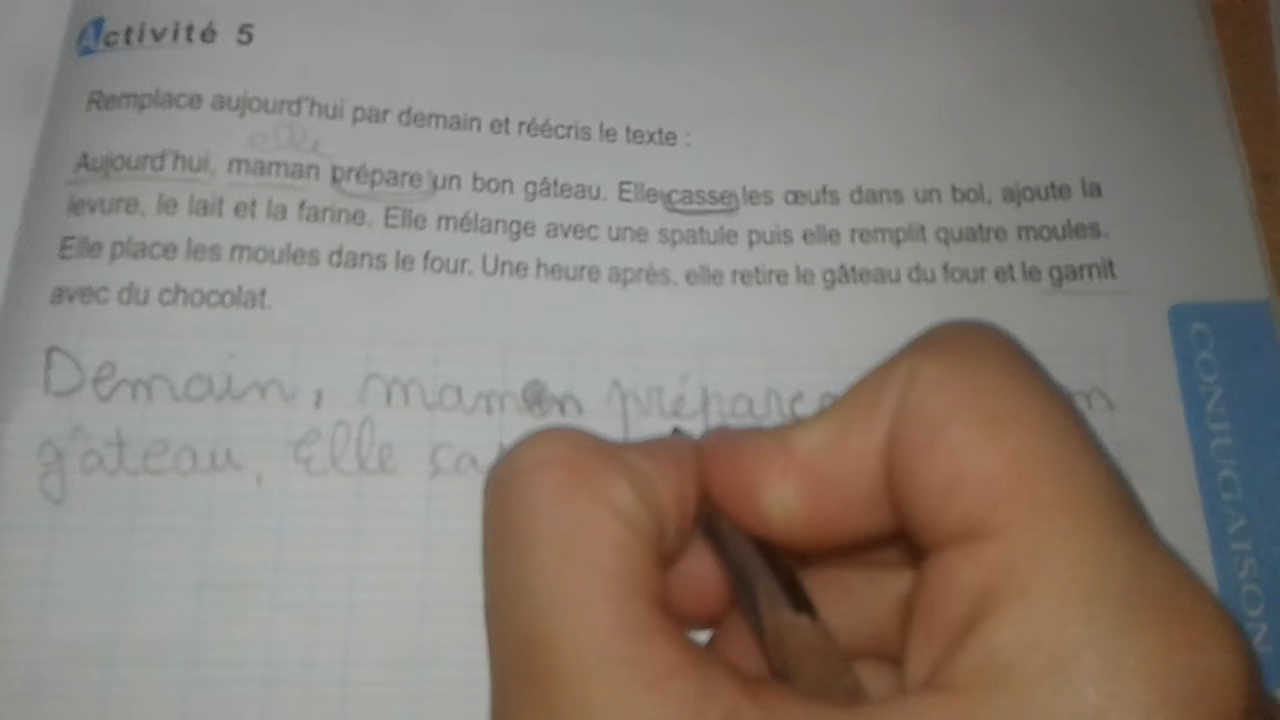 Activité 5
Remplace aujourd'hui par demain et réécris le texte :
elle
Aujourd'hui, maman prépare un bon gâteau. Elle casse les œufs dans un bol, ajoute la
levure, le lait et la farine. Elle mélange avec une spatule puis elle remplit quatre moules.
Elle place les moules dans le four. Une heure après, elle retire le gâteau du four et le garnit
avec du chocolat.
Demain, maman
gâteau, Elle
CONJUGAISON